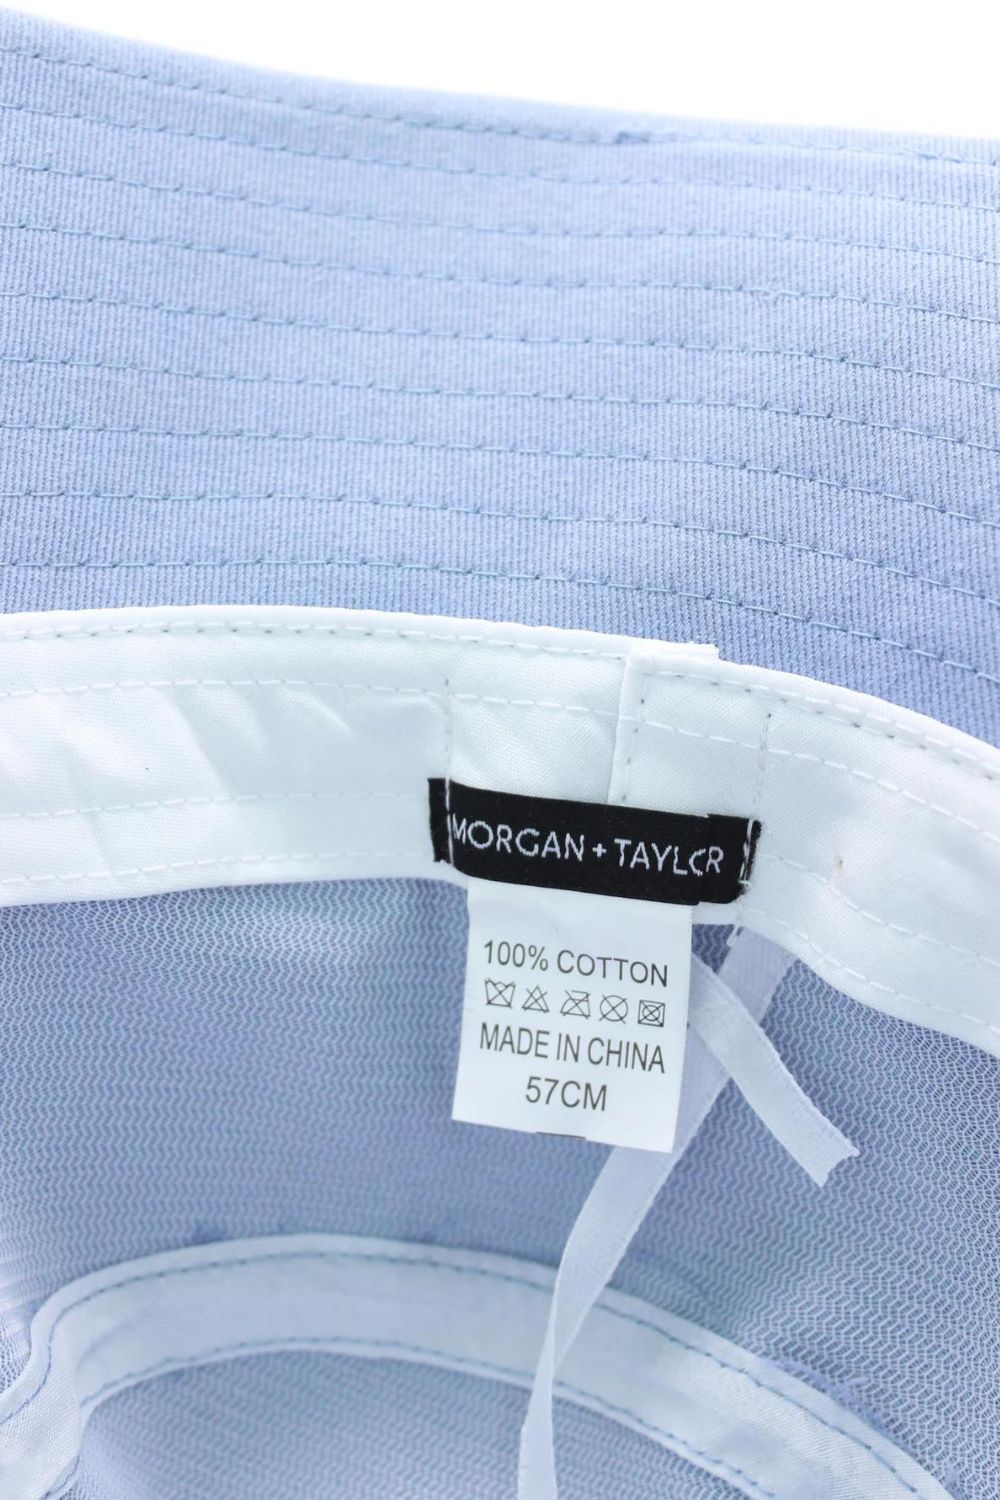 MORGAN + TAYLOR
100% COTTON
MADE IN CHINA
57CM